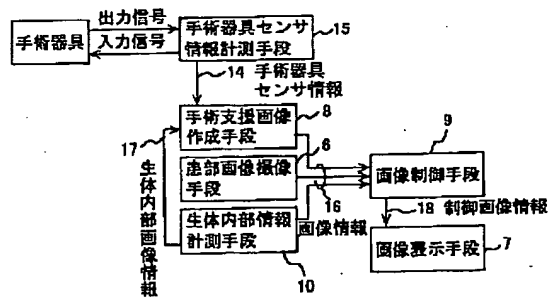 出力信号
手術器具
入力信号
手術器具センサ
情報計測手段
15
14
手術器具
センサ情報
手術支援画像
作成手段
8
17
生体内部画像情報
患部画像撮像
手段
6
9
画像制御手段
16
画像情報
生体内部情報
計測手段
10
18 制御画像情報
画像表示手段
7